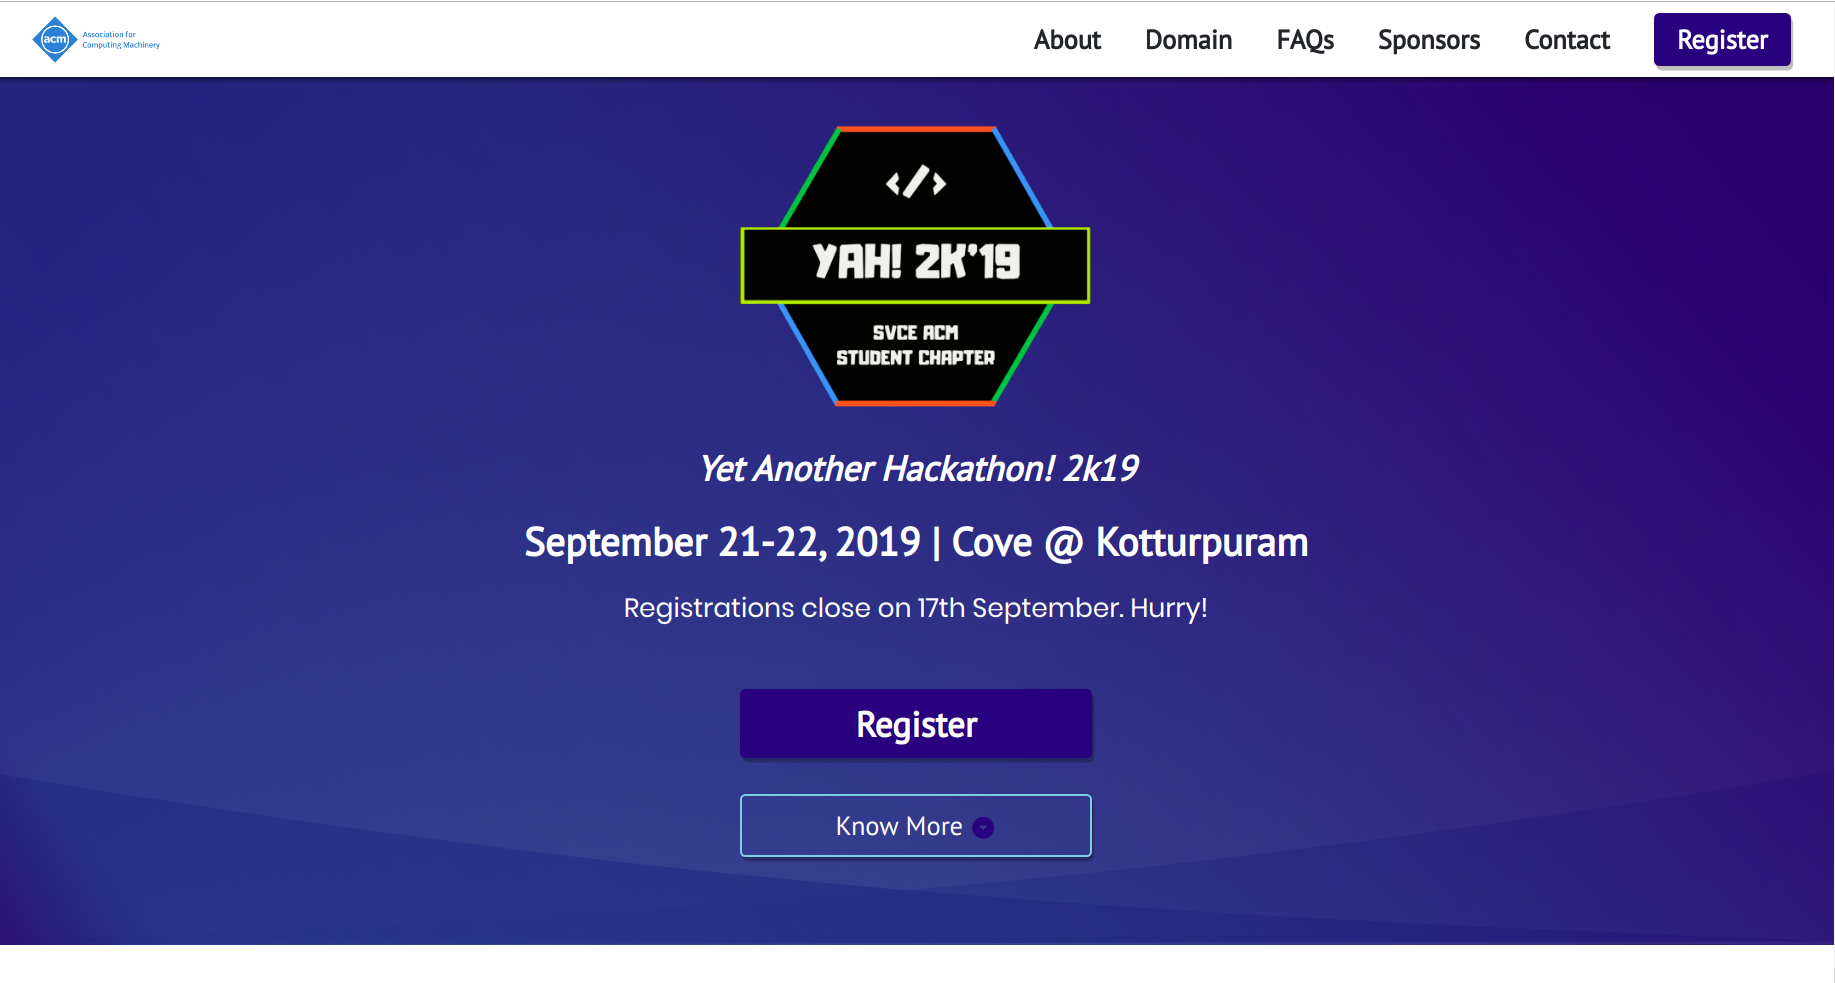 acm
Association for
Computing Machinery
About Domain FAQs Sponsors Contact Register
</>
YAH! 2K'19
SVCE ACM
STUDENT CHAPTER
Yet Another Hackathon! 2k19
September 21-22, 2019 | Cove @ Kotturpuram
Registrations close on 17th September. Hurry!
Register
Know More